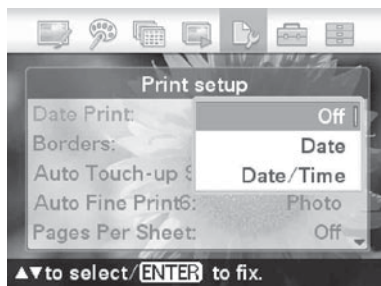 Print setup
Date Print: Off
Borders: Date
Auto Touch-up Date/Time
Auto Fine Print6: Photo
Pages Per Sheet: Off
▲▼to select/ENTER to fix.